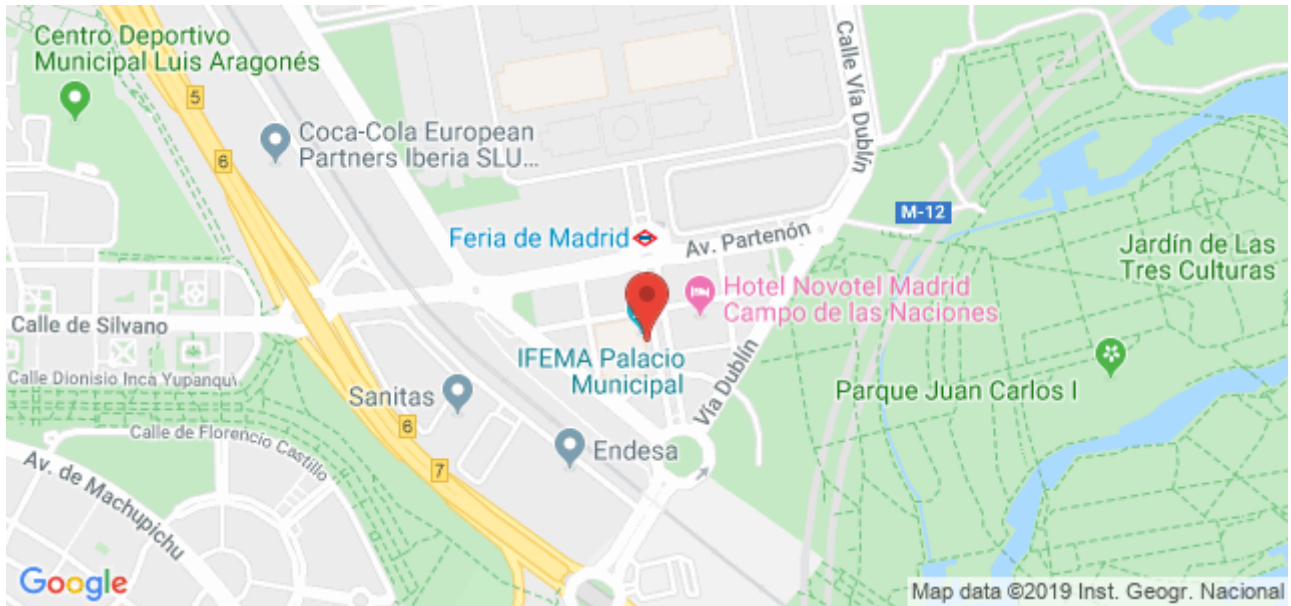 Centro Deportivo
Municipal Luis Aragonés
5
6
Coca-Cola European
Partners Iberia SLU...
Calle Vía Dublín
M-12
Feria de Madrid
Av. Partenón
Jardín de Las
Tres Culturas
Hotel Novotel Madrid
Campo de las Naciones
Calle de Silvano
IFEMA Palacio
Municipal
Calle Dionisio Inca Yupanqui
Sanitas
Vía Dublín
Parque Juan Carlos I
6
Calle de Florencio Castillo
Endesa
7
Av. de Machupichu
Google
Map data ©2019 Inst. Geogr. Nacional